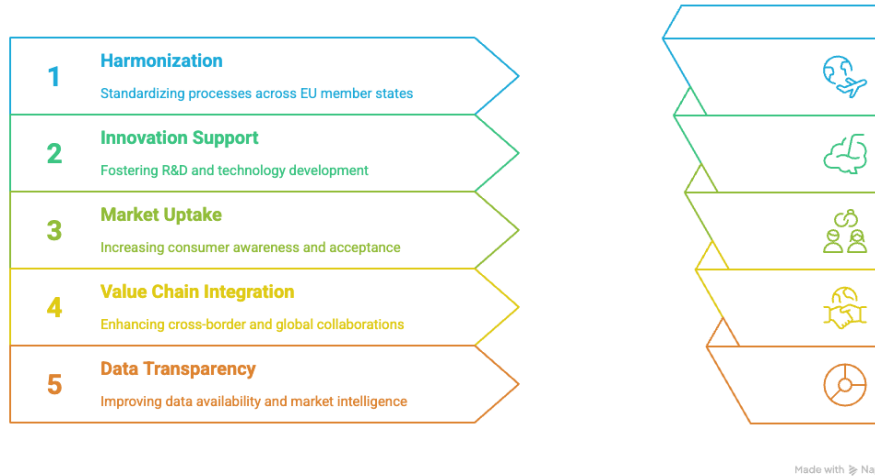 1
Harmonization
Standardizing processes across EU member states
2
Innovation Support
Fostering R&D and technology development
3
Market Uptake
Increasing consumer awareness and acceptance
4
Value Chain Integration
Enhancing cross-border and global collaborations
5
Data Transparency
Improving data availability and market intelligence
Made with